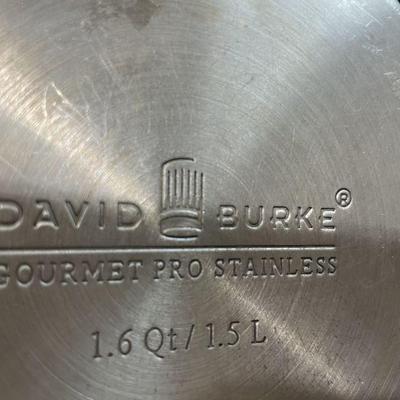 DAVID BURKE®
GOURMET PRO STAINLESS
1.6 Qt / 1.5 L